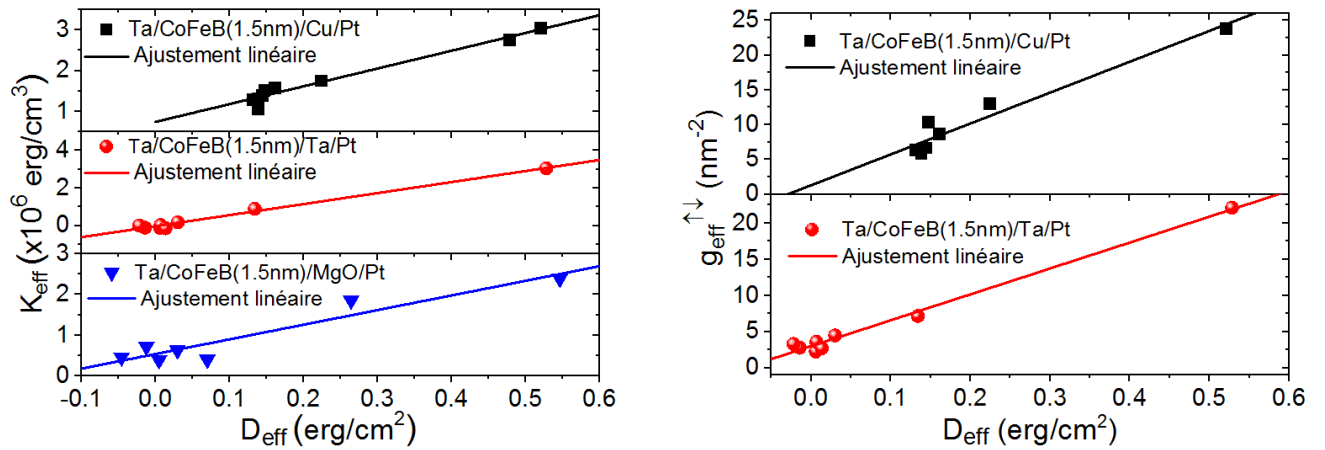 K_eff (x10^6 erg/cm^3)
3
2
1
Ta/CoFeB(1.5nm)/Cu/Pt
Ajustement linéaire
4
2
0
Ta/CoFeB(1.5nm)/Ta/Pt
Ajustement linéaire
3
2
1
0
Ta/CoFeB(1.5nm)/MgO/Pt
Ajustement linéaire
-0.1 0.0 0.1 0.2 0.3 0.4 0.5 0.6
D_eff (erg/cm^2)
g_eff^↑↓ (nm^-2)
25
20
15
10
5
0
Ta/CoFeB(1.5nm)/Cu/Pt
Ajustement linéaire
20
15
10
5
0
Ta/CoFeB(1.5nm)/Ta/Pt
Ajustement linéaire
0.0 0.1 0.2 0.3 0.4 0.5 0.6
D_eff (erg/cm^2)